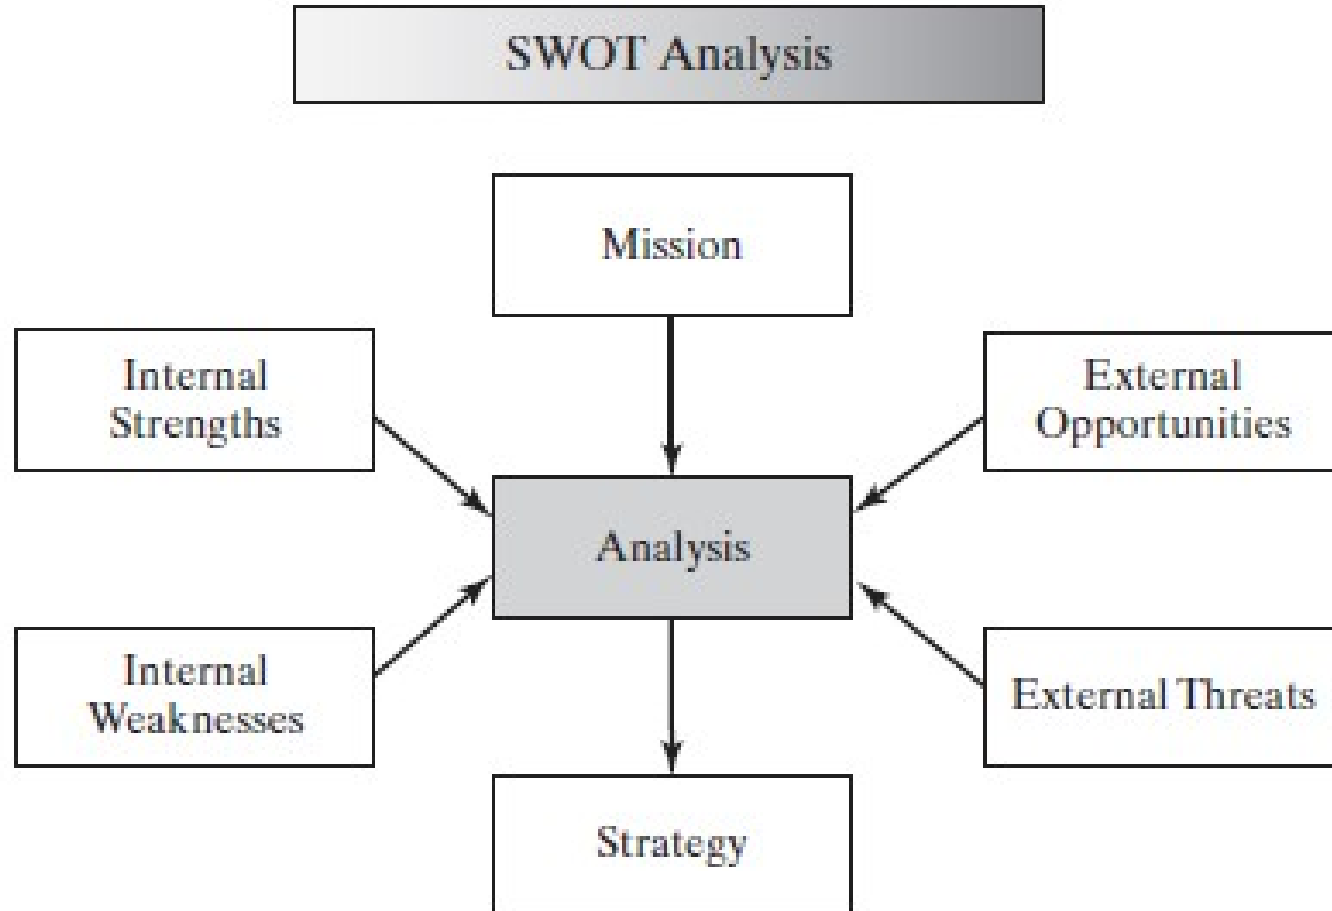 SWOT Analysis
Mission
Internal
Strengths
External
Opportunities
Analysis
Internal
Weaknesses
External Threats
Strategy